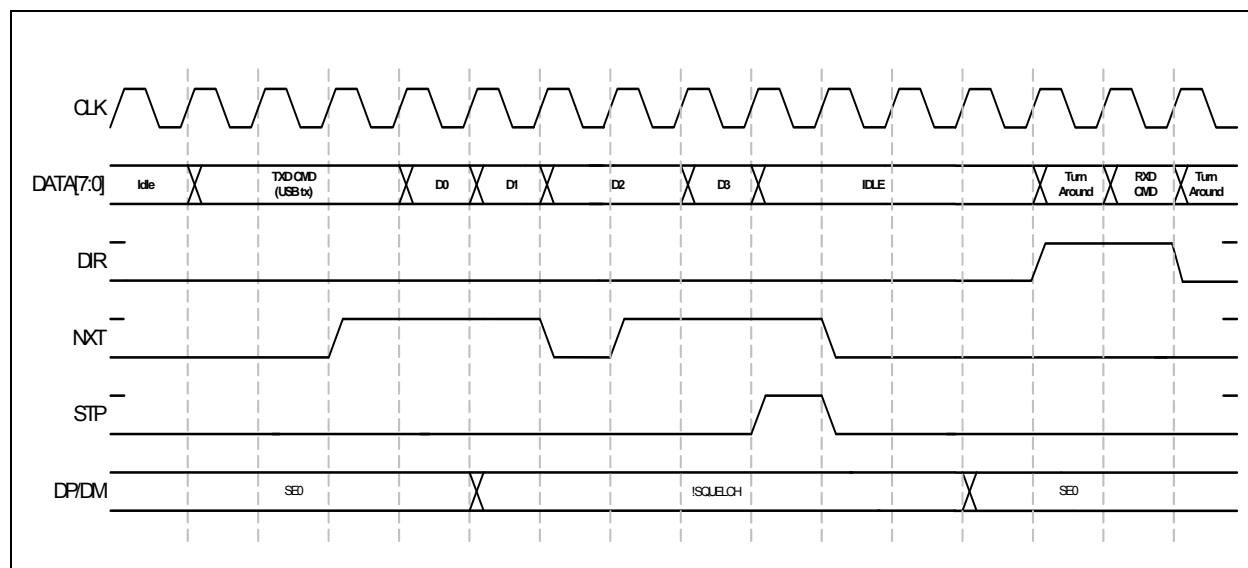 CLK
DATA[7:0]
Idle
TXD CMD
(USB tx)
D0
D1
D2
D3
IDLE
Turn
Around
RXD
CMD
Turn
Around
DIR
NXT
STP
DP/DM
SE0
!SQUELCH
SE0